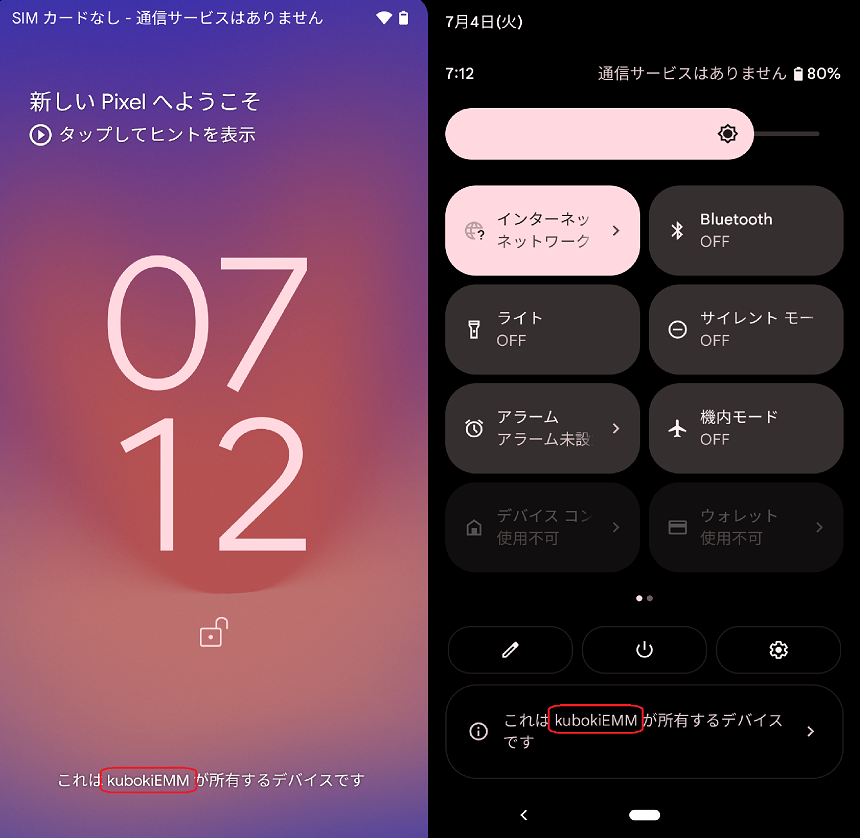 SIM カードなし - 通信サービスはありません
新しい Pixel へようこそ
タップしてヒントを表示
07
12
これは kubokiEMM が所有するデバイスです
7月4日(火)
7:12
通信サービスはありません 80%
インターネッ
ネットワーク
Bluetooth
OFF
ライト
OFF
サイレント モー
OFF
アラーム
アラーム未設
機内モード
OFF
デバイス コン
使用不可
ウォレット
使用不可
これは kubokiEMM が所有するデバイス
です